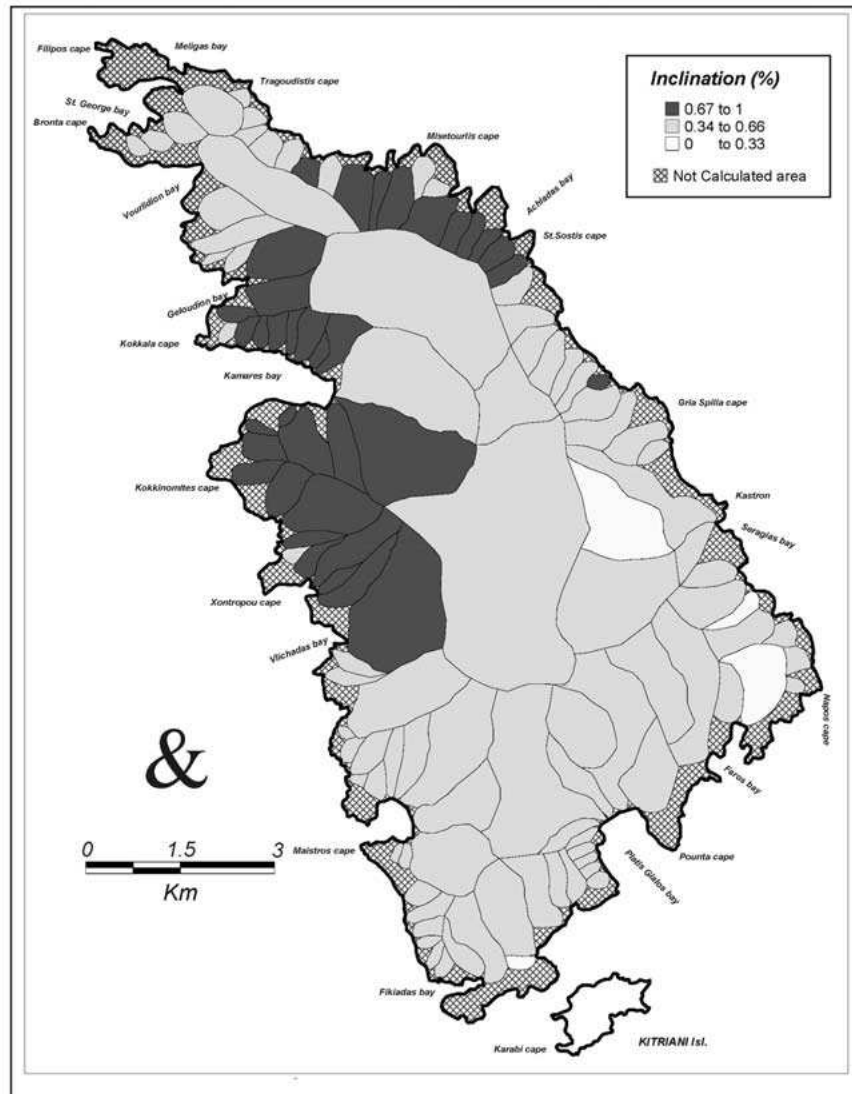 Filipos cape
Meligas bay
Tragoudistis cape
St. George bay
Bronta cape
Misetourlis cape
Inclination (%)
0.67 to 1
0.34 to 0.66
0 to 0.33
Not Calculated area
Vourlidion bay
Achladas bay
St.Sostis cape
Geloudion bay
Kokkala cape
Kamares bay
Gria Spilia cape
Kokkinomites cape
Kastron
Seraglas bay
Xontropou cape
Vlichadas bay
Napos cape
&
Faros bay
0 1.5 3
Km
Maistros cape
Pounta cape
Platis Gialos bay
Fikiadas bay
Karabi cape
KITRIANI Isl.